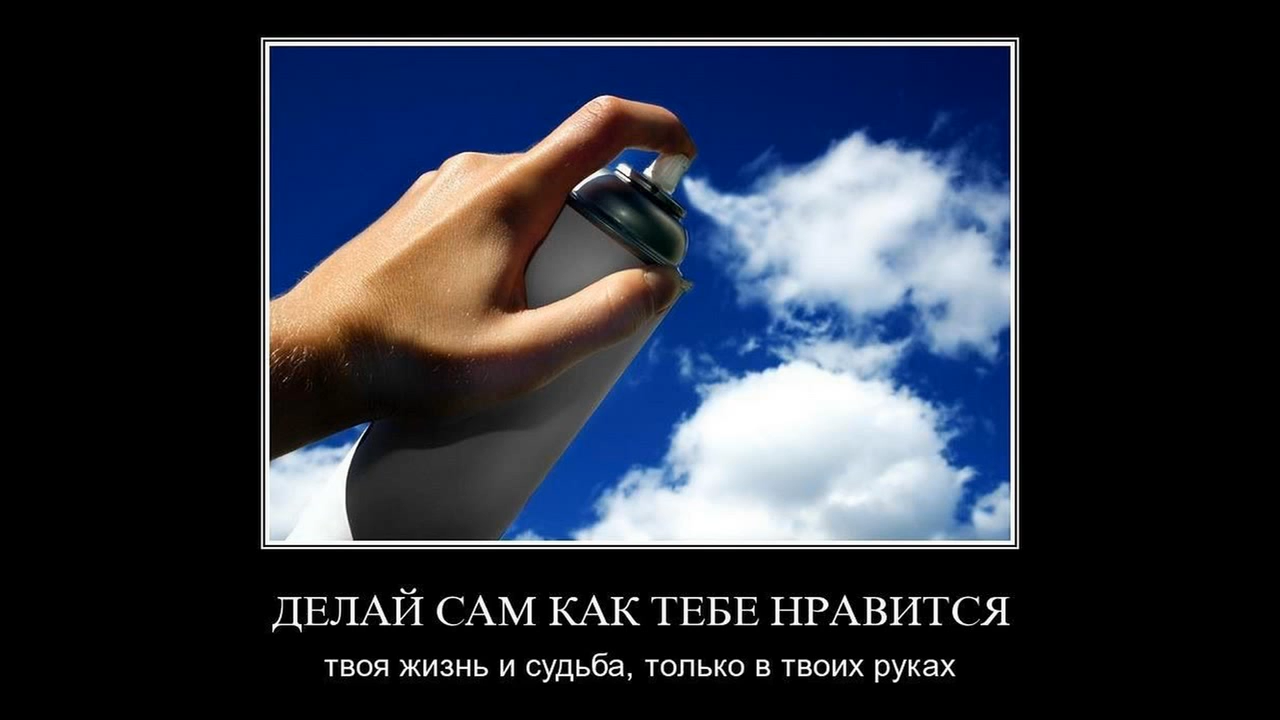 ДЕЛАЙ САМ КАК ТЕБЕ НРАВИТСЯ
твоя жизнь и судьба, только в твоих руках